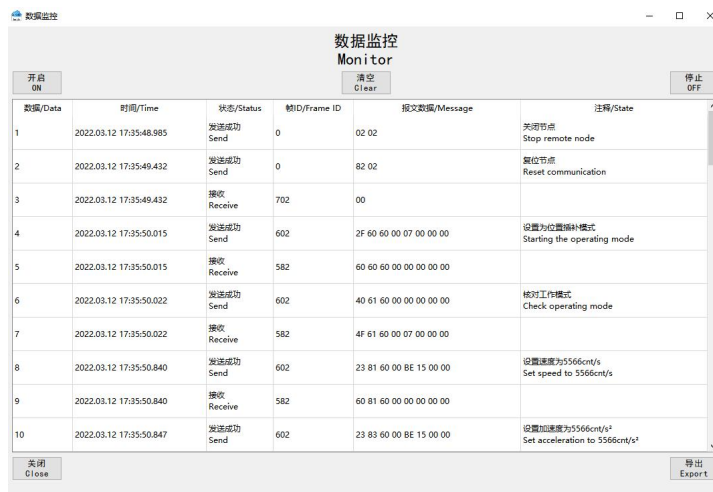 数据监控
数据监控
Monitor
开启
ON
清空
Clear
停止
OFF
数据/Data 时间/Time 状态/Status 帧ID/Frame ID 报文数据/Message 注释/State
1 2022.03.12 17:35:48.985 发送成功 Send 0 02 02 关闭节点 Stop remote node
2 2022.03.12 17:35:49.432 发送成功 Send 0 82 02 复位节点 Reset communication
3 2022.03.12 17:35:49.432 接收 Receive 702 00
4 2022.03.12 17:35:50.015 发送成功 Send 602 2F 60 60 00 07 00 00 00 设置为位置插补模式 Starting the operating mode
5 2022.03.12 17:35:50.015 接收 Receive 582 60 60 60 00 00 00 00 00
6 2022.03.12 17:35:50.022 发送成功 Send 602 40 61 60 00 00 00 00 00 核对工作模式 Check operating mode
7 2022.03.12 17:35:50.022 接收 Receive 582 4F 61 60 00 07 00 00 00
8 2022.03.12 17:35:50.840 发送成功 Send 602 23 81 60 00 BE 15 00 00 设置速度为5566cnt/s Set speed to 5566cnt/s
9 2022.03.12 17:35:50.840 接收 Receive 582 60 81 60 00 00 00 00 00
10 2022.03.12 17:35:50.847 发送成功 Send 602 23 83 60 00 BE 15 00 00 设置加速度为5566cnt/s² Set acceleration to 5566cnt/s²
关闭
Close
导出
Export